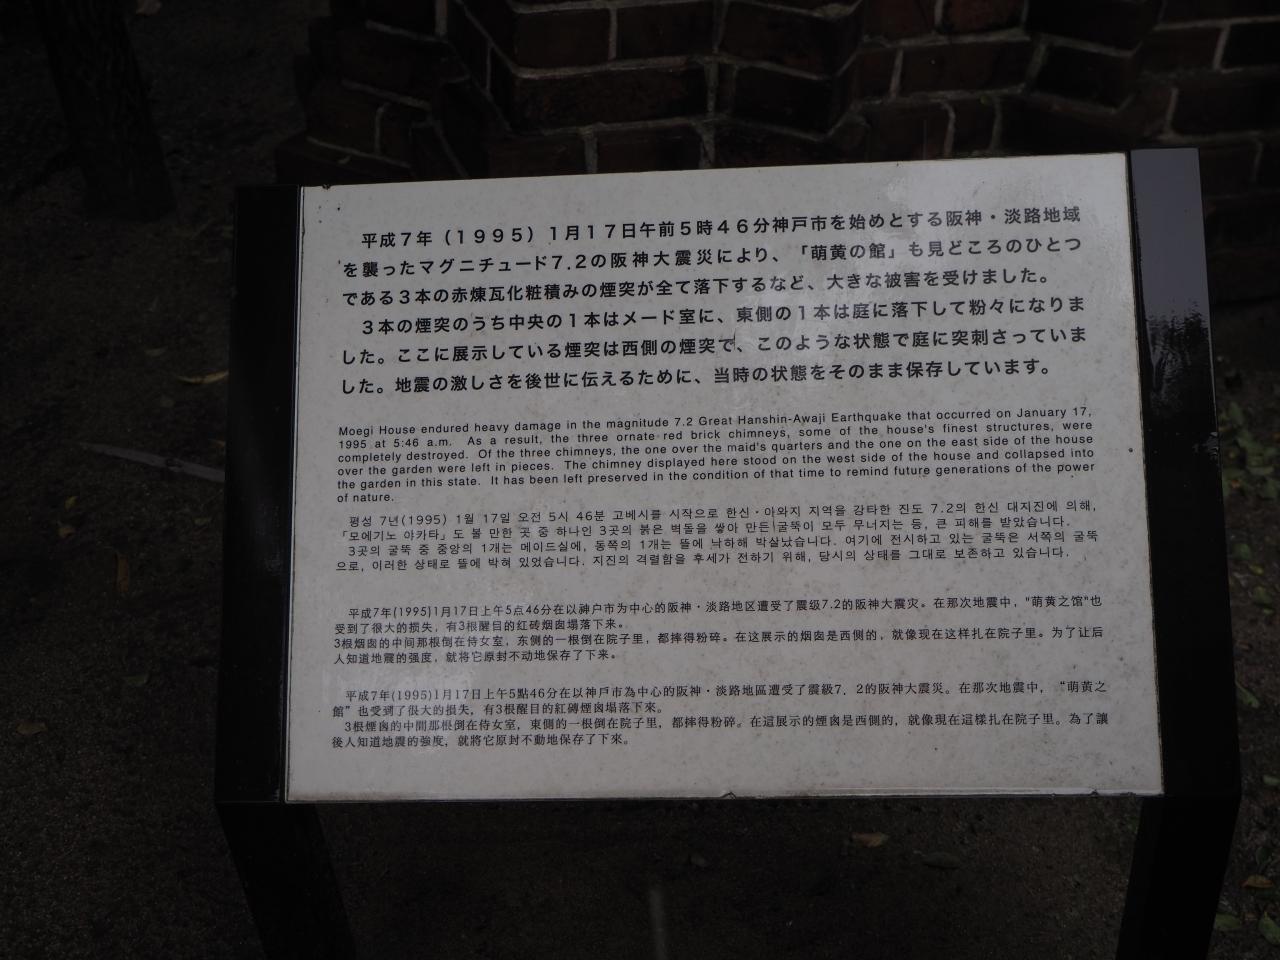 平成７年（１９９５）１月１７日午前５時４６分神戸市を始めとする阪神・淡路地域
を襲ったマグニチュード７.２の阪神大震災により、「萌黄の館」も見どころのひとつ
である３本の赤煉瓦化粧積みの煙突が全て落下するなど、大きな被害を受けました。
３本の煙突のうち中央の１本はメード室に、東側の１本は庭に落下して粉々になりま
した。ここに展示している煙突は西側の煙突で、このような状態で庭に突刺さっていま
した。地震の激しさを後世に伝えるために、当時の状態をそのまま保存しています。
Moegi House endured heavy damage in the magnitude 7.2 Great Hanshin-Awaji Earthquake that occurred on January 17,
1995 at 5:46 a.m. As a result, the three ornate red brick chimneys, some of the house's finest structures, were
completely destroyed. Of the three chimneys, the one over the maid's quarters and the one on the east side of the house
over the garden were left in pieces. The chimney displayed here stood on the west side of the house and collapsed into
the garden in this state. It has been left preserved in the condition of that time to remind future generations of the power
of nature.
평성 7년(1995) 1월 17일 오전 5시 46분 고베시를 시작으로 한신・아와지 지역을 강타한 진도 7.2의 한신 대지진에 의해,
「모에기노 야카타」도 볼 만한 곳 중 하나인 3곳의 붉은 벽돌을 쌓아 만든 굴뚝이 모두 무너지는 등, 큰 피해를 받았습니다.
3곳의 굴뚝 중 중앙의 1개는 메이드실에, 동쪽의 1개는 뜰에 낙하해 박살났습니다. 여기에 전시하고 있는 굴뚝은 서쪽의 굴뚝
으로, 이러한 상태로 뜰에 박혀 있었습니다. 지진의 격렬함을 후세가 전하기 위해, 당시의 상태를 그대로 보존하고 있습니다.
平成7年(1995)1月17日上午5点46分在以神户市为中心的阪神・淡路地区遭受了震级7.2的阪神大震灾。在那次地震中，"萌黄之馆"也
受到了很大的损失，有3根醒目的红砖烟囱塌落下来。
3根烟囱的中间那根倒在侍女室，东侧的一根倒在院子里，都摔得粉碎。在这展示的烟囱是西侧的，就像现在这样扎在院子里。为了让后
人知道地震的强度，就将它原封不动地保存了下来。
平成7年(1995)1月17日上午5點46分在以神戶市為中心的阪神・淡路地區遭受了震級7．2的阪神大震災。在那次地震中，“萌黃之
館”也受到了很大的損失，有3根醒目的紅磚煙囪塌落下來。
3根煙囪的中間那根倒在侍女室，東側的一根倒在院子里，都摔得粉碎。在這展示的煙囪是西側的，就像現在這樣扎在院子里。為了讓
後人知道地震的強度，就將它原封不動地保存了下來。